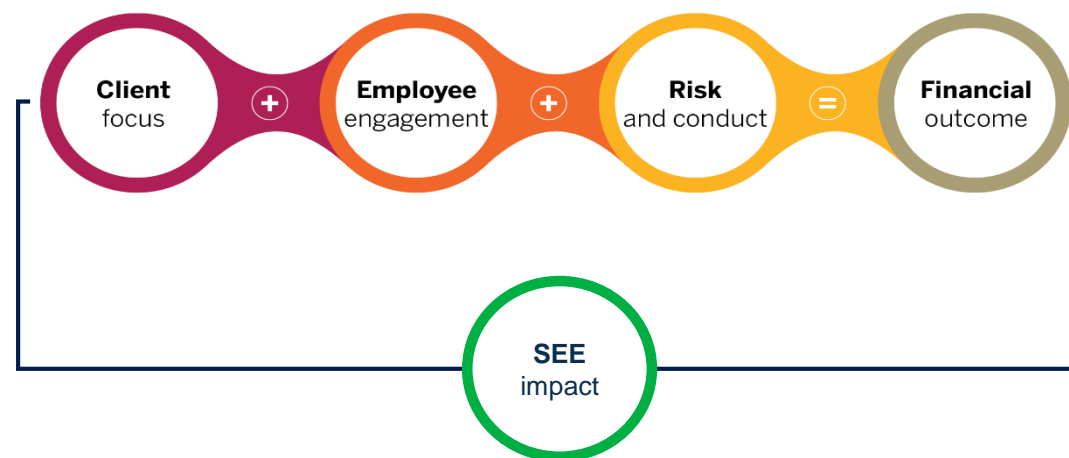 Client
focus
+
Employee
engagement
+
Risk
and conduct
=
Financial
outcome
SEE
impact